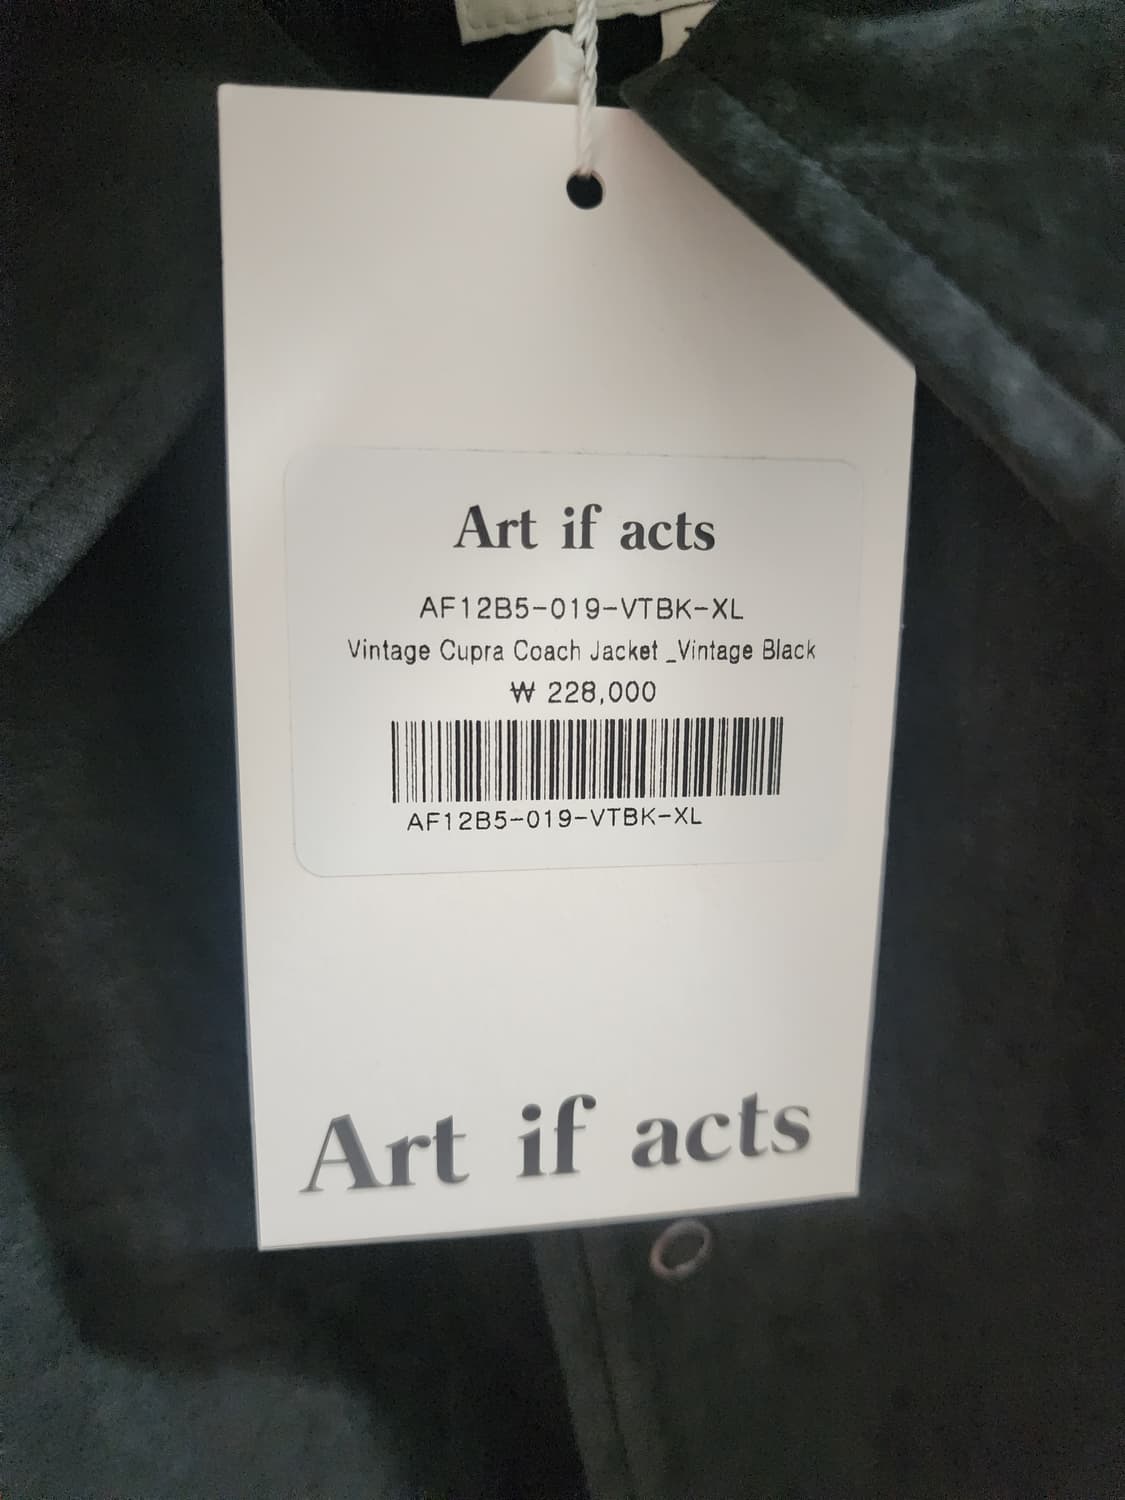 Art if acts
AF12B5-019-VTBK-XL
Vintage Cupra Coach Jacket _Vintage Black
₩ 228,000
AF12B5-019-VTBK-XL
Art if acts